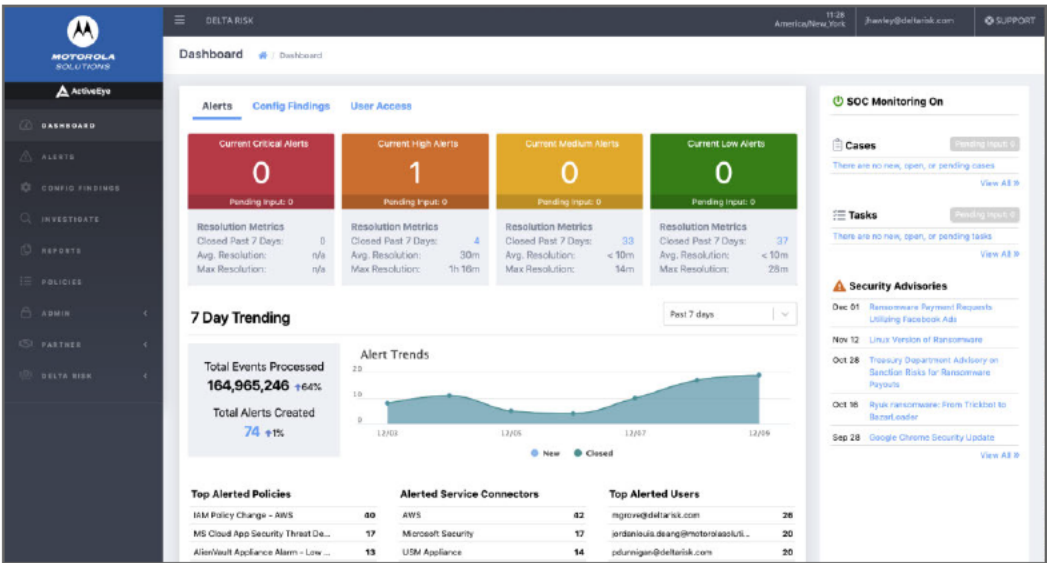 MOTOROLA
SOLUTIONS
ActiveEye
DASHBOARD
ALERTS
CONFIG FINDINGS
INVESTIGATE
REPORTS
POLICIES
ADMIN
PARTNER
DELTA RISK
DELTA RISK
11:28
America/New_York
jhanley@deltarisk.com
SUPPORT
Dashboard / Dashboard
Alerts Config Findings User Access
Current Critical Alerts
0
Pending Input: 0
Resolution Metrics
Closed Past 7 Days: 0
Avg. Resolution: n/a
Max Resolution: n/a
Current High Alerts
1
Pending Input: 0
Resolution Metrics
Closed Past 7 Days: 4
Avg. Resolution: 30m
Max Resolution: 1h 16m
Current Medium Alerts
0
Pending Input: 0
Resolution Metrics
Closed Past 7 Days: 33
Avg. Resolution: < 10m
Max Resolution: 14m
Current Low Alerts
0
Pending Input: 0
Resolution Metrics
Closed Past 7 Days: 37
Avg. Resolution: < 10m
Max Resolution: 28m
7 Day Trending
Past 7 days
Total Events Processed
164,965,246 ↑64%
Total Alerts Created
74 ↑1%
Alert Trends
20
10
0
12/03 12/05 12/07 12/09
New Closed
Top Alerted Policies
IAM Policy Change - AWS 40
MS Cloud App Security Threat De... 17
AlienVault Appliance Alarm - Low ... 13
Alerted Service Connectors
AWS 42
Microsoft Security 17
USM Appliance 14
Top Alerted Users
mgrove@deltarisk.com 26
jordanlouis.deang@motorolasoluti... 20
pdunnigan@deltarisk.com 20
SOC Monitoring On
Cases Pending Input: 0
There are no new, open, or pending cases
View All »
Tasks Pending Input: 0
There are no new, open, or pending tasks
View All »
Security Advisories
Dec 01 Ransomware Payment Requests
Utilizing Facebook Ads
Nov 12 Linux Version of Ransomware
Oct 28 Treasury Department Advisory on
Sanction Risks for Ransomware
Payouts
Oct 16 Ryuk ransomware: From Trickbot to
BazarLoader
Sep 28 Google Chrome Security Update
View All »